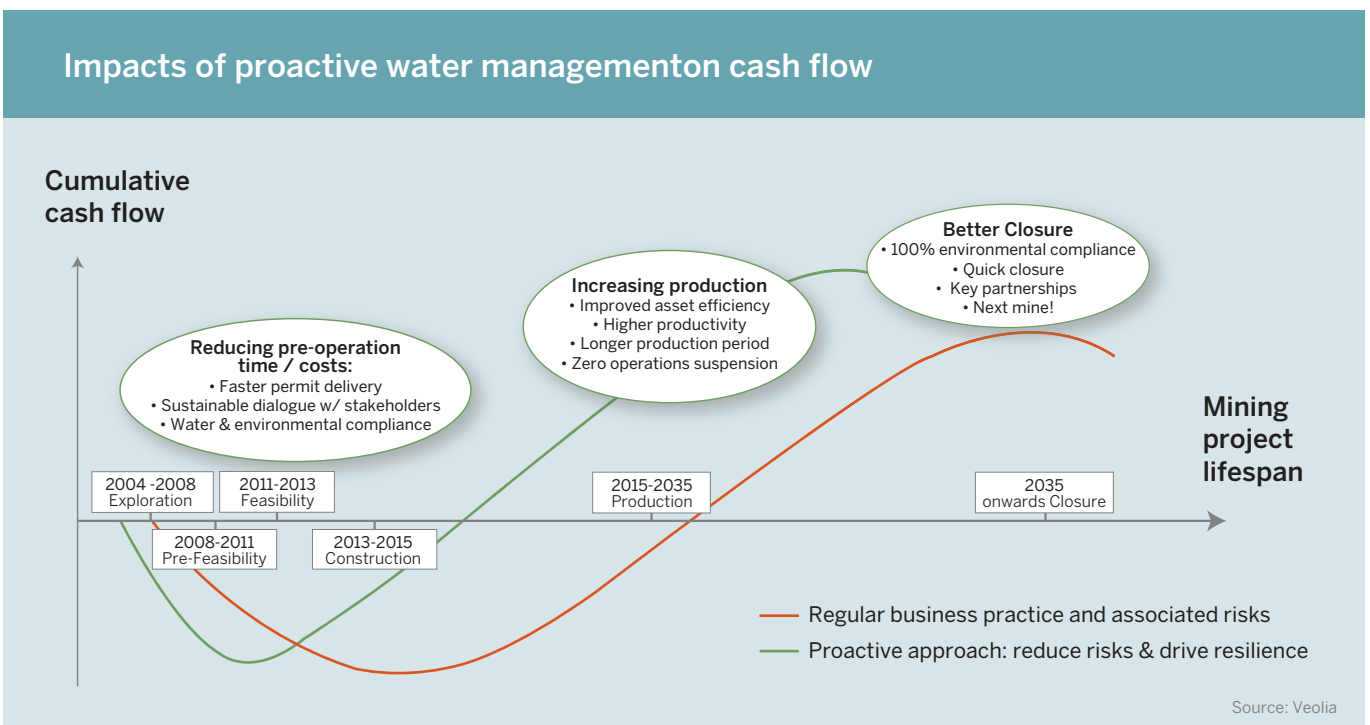 Impacts of proactive water managementon cash flow
Cumulative
cash flow
Better Closure
• 100% environmental compliance
• Quick closure
• Key partnerships
• Next mine!
Increasing production
• Improved asset efficiency
• Higher productivity
• Longer production period
• Zero operations suspension
Reducing pre-operation
time / costs:
• Faster permit delivery
• Sustainable dialogue w/ stakeholders
• Water & environmental compliance
Mining
project
lifespan
2004 -2008
Exploration
2011-2013
Feasibility
2015-2035
Production
2035
onwards Closure
2008-2011
Pre-Feasibility
2013-2015
Construction
Regular business practice and associated risks
Proactive approach: reduce risks & drive resilience
Source: Veolia